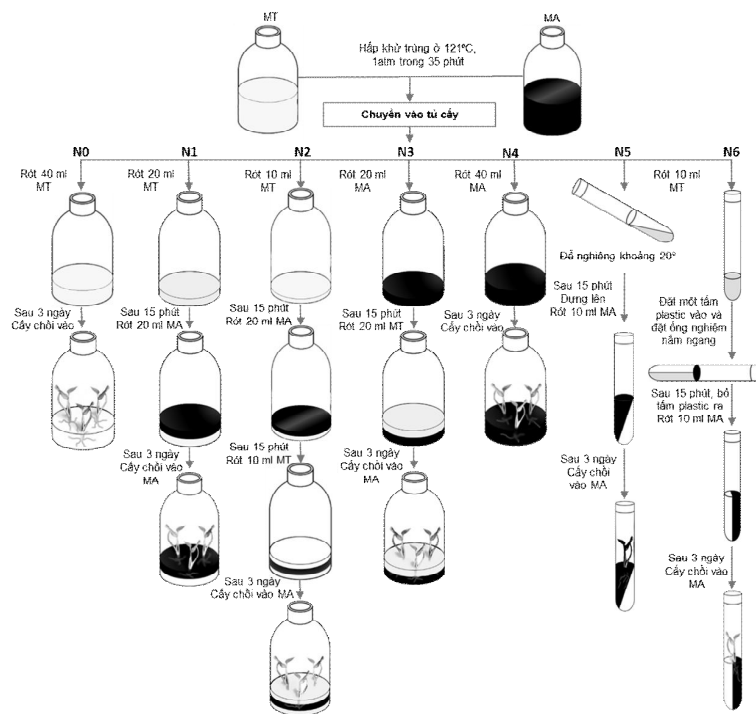 MT
MA
Hấp khử trùng ở 121ºC,
1atm trong 35 phút
Chuyển vào tủ cấy
N0
N1
N2
N3
N4
N5
N6
Rót 40 ml
MT
Rót 20 ml
MT
Rót 10 ml
MT
Rót 20 ml
MA
Rót 40 ml
MA
Rót 10 ml
MT
Để nghiêng khoảng 20º
Sau 3 ngày
Cấy chồi vào
Sau 15 phút
Rót 20 ml MA
Sau 15 phút
Rót 20 ml MA
Sau 15 phút
Rót 20 ml MT
Sau 3 ngày
Cấy chồi vào
Sau 15 phút
Dựng lên
Rót 10 ml MA
Đặt một tấm
plastic vào và
đặt ống nghiệm
nằm ngang
Sau 15 phút, bỏ
tấm plastic ra
Rót 10 ml MA
Sau 3 ngày
Cấy chồi vào
MA
Sau 15 phút
Rót 10 ml MT
Sau 3 ngày
Cấy chồi vào
MA
Sau 3 ngày
Cấy chồi
vào MA
Sau 3 ngày
Cấy chồi vào MA
Sau 3 ngày
Cấy chồi vào
MA